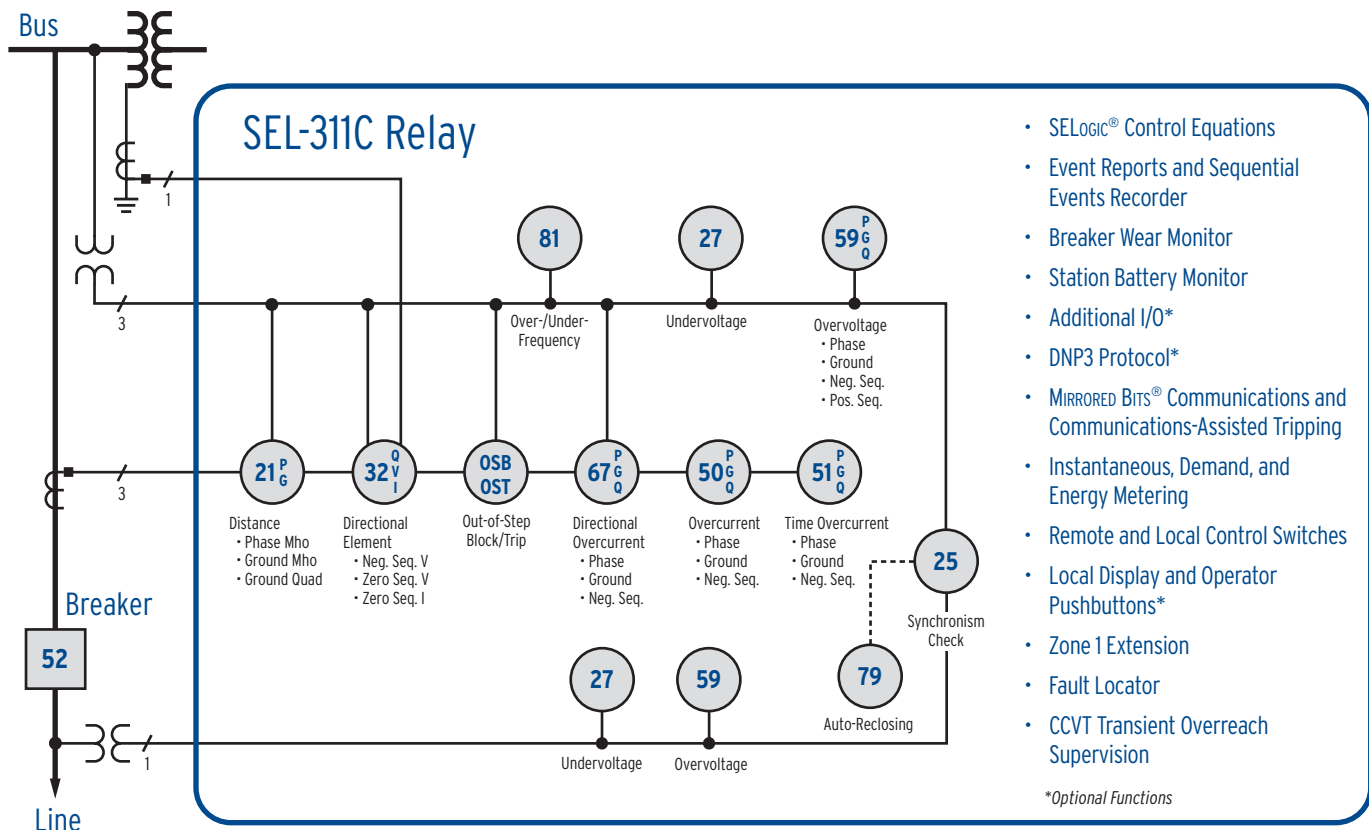 Bus
SEL-311C Relay
1
3
81
Over-/Under-
Frequency
27
Undervoltage
59 P
G
Q
Overvoltage
• Phase
• Ground
• Neg. Seq.
• Pos. Seq.
3
21 P
G
Distance
• Phase Mho
• Ground Mho
• Ground Quad
32 Q
V
I
Directional
Element
• Neg. Seq. V
• Zero Seq. V
• Zero Seq. I
OSB
OST
Out-of-Step
Block/Trip
67 P
G
Q
Directional
Overcurrent
• Phase
• Ground
• Neg. Seq.
50 P
G
Q
Overcurrent
• Phase
• Ground
• Neg. Seq.
51 P
G
Q
Time Overcurrent
• Phase
• Ground
• Neg. Seq.
25
Synchronism
Check
79
Auto-Reclosing
Breaker
52
27
Undervoltage
59
Overvoltage
1
Line
• SELOGIC® Control Equations
• Event Reports and Sequential
Events Recorder
• Breaker Wear Monitor
• Station Battery Monitor
• Additional I/O*
• DNP3 Protocol*
• MIRRORED BITS® Communications and
Communications-Assisted Tripping
• Instantaneous, Demand, and
Energy Metering
• Remote and Local Control Switches
• Local Display and Operator
Pushbuttons*
• Zone 1 Extension
• Fault Locator
• CCVT Transient Overreach
Supervision
*Optional Functions